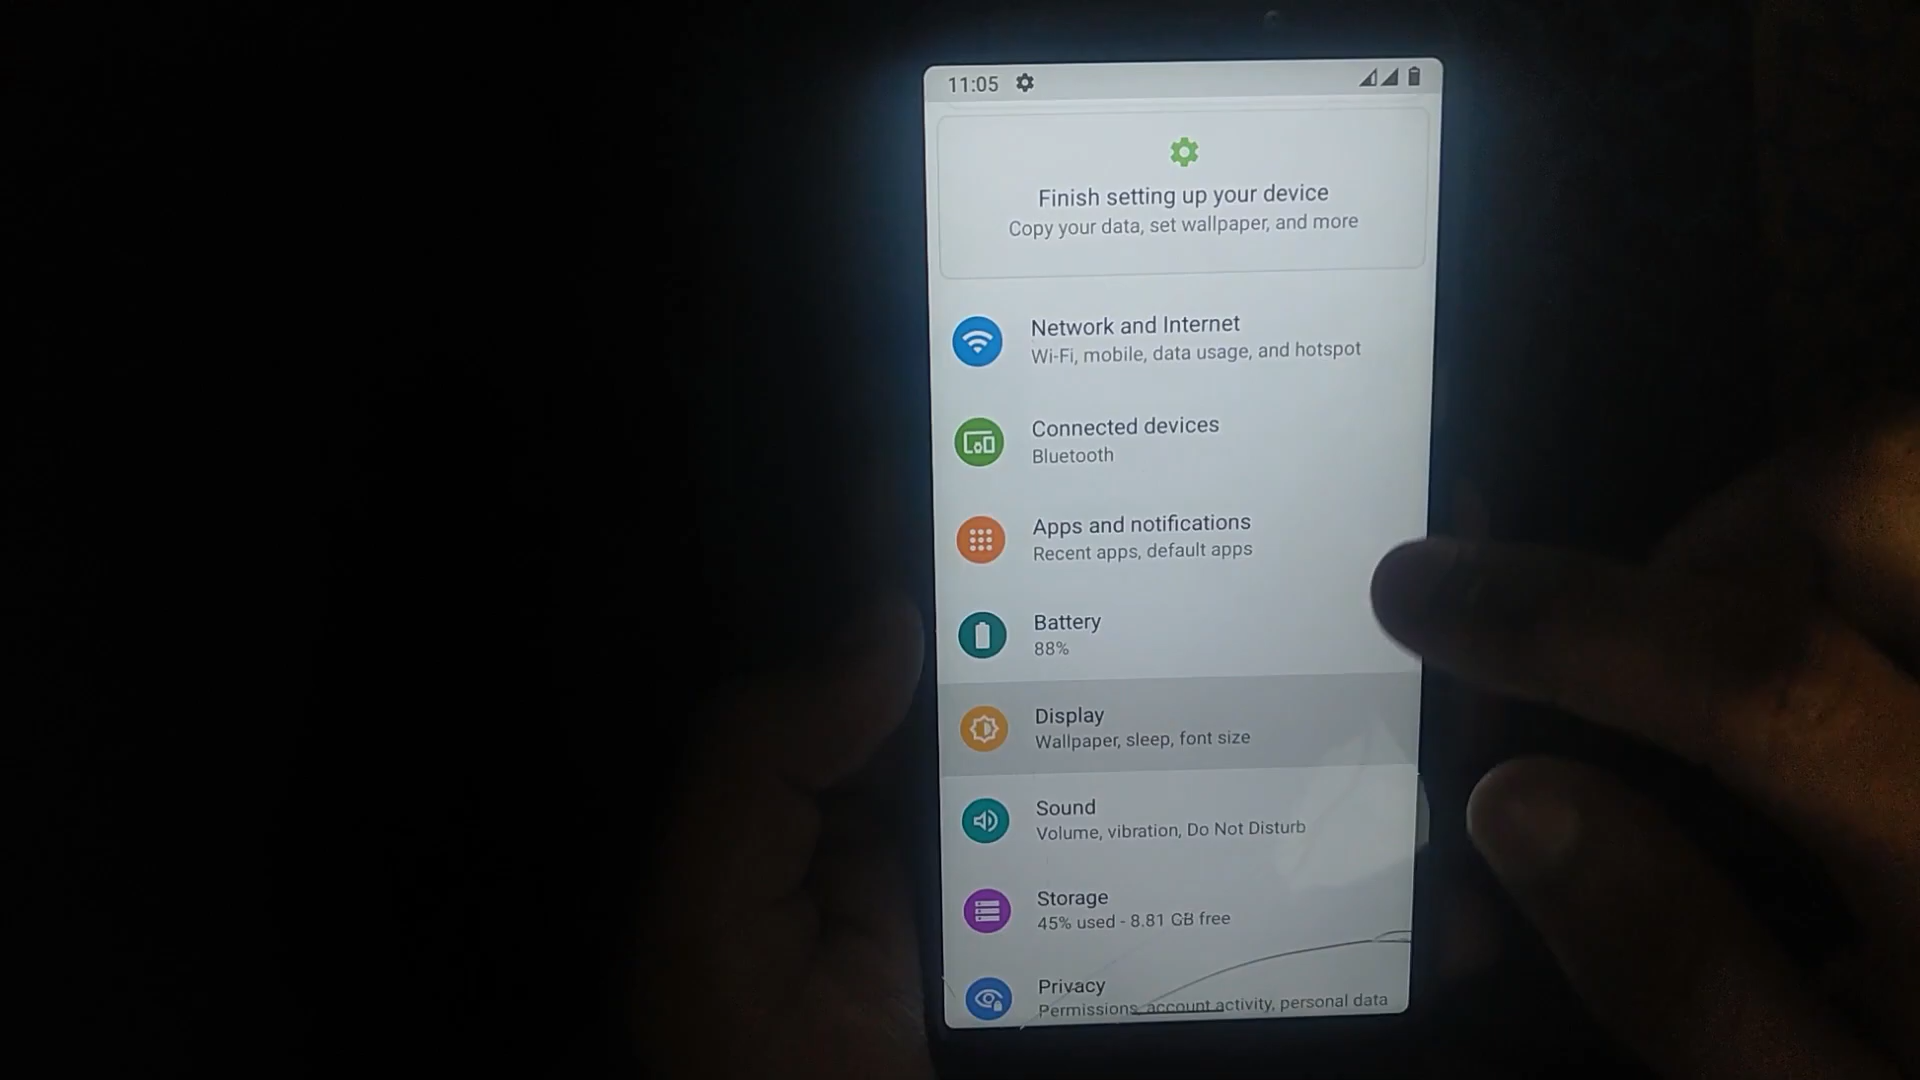 11:05
Finish setting up your device
Copy your data, set wallpaper, and more
Network and Internet
Wi-Fi, mobile, data usage, and hotspot
Connected devices
Bluetooth
Apps and notifications
Recent apps, default apps
Battery
88%
Display
Wallpaper, sleep, font size
Sound
Volume, vibration, Do Not Disturb
Storage
45% used - 8.81 GB free
Privacy
Permissions, account activity, personal data